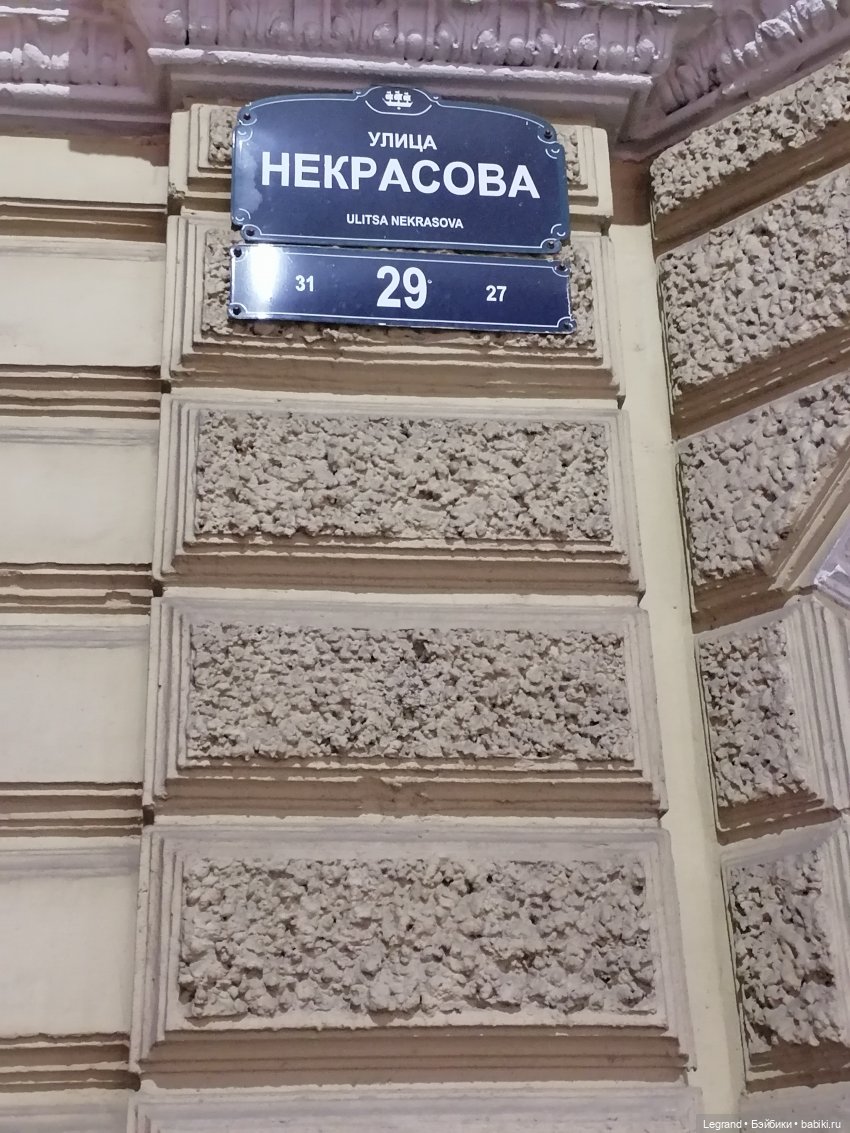 УЛИЦА
НЕКРАСОВА
ULITSA NEKRASOVA
31 29 27
Legrand • Бэйбики • babiki.ru